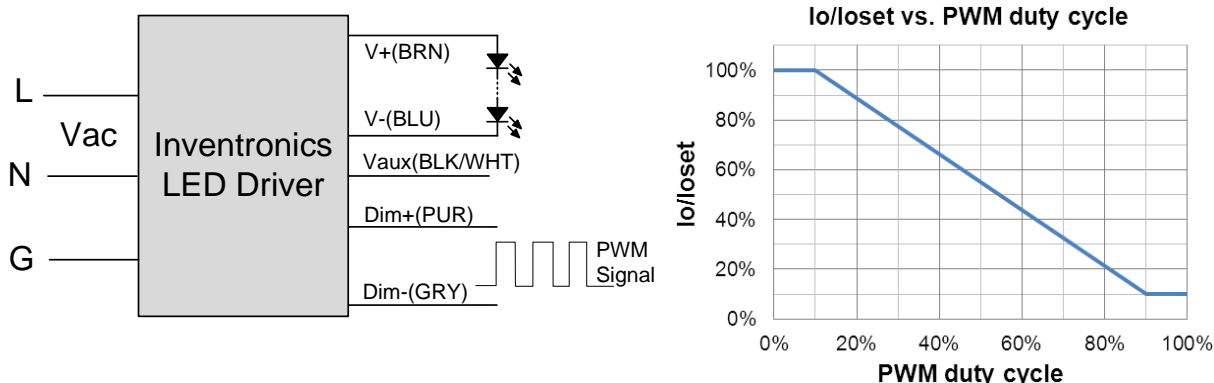 L
Vac
N
G
Inventronics
LED Driver
V+(BRN)
V-(BLU)
Vaux(BLK/WHT)
Dim+(PUR)
Dim-(GRY)
PWM
Signal
Io/Ioset vs. PWM duty cycle
Io/Ioset
100%
80%
60%
40%
20%
0%
0%
20%
40%
60%
80%
100%
PWM duty cycle